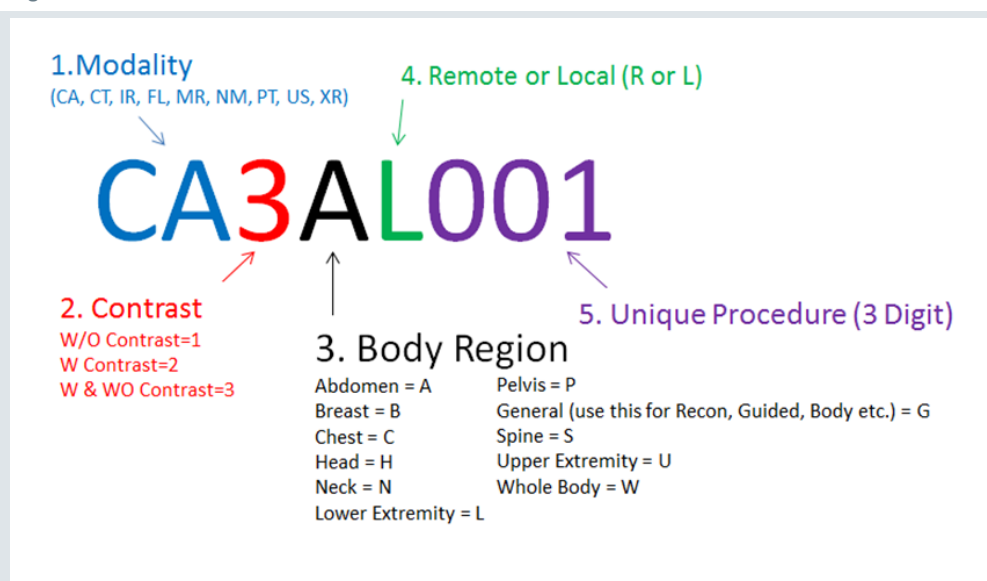 1.Modality
(CA, CT, IR, FL, MR, NM, PT, US, XR)
4. Remote or Local (R or L)
CA3AL001
2. Contrast
W/O Contrast=1
W Contrast=2
W & WO Contrast=3
5. Unique Procedure (3 Digit)
3. Body Region
Abdomen = A
Breast = B
Chest = C
Head = H
Neck = N
Lower Extremity = L
Pelvis = P
General (use this for Recon, Guided, Body etc.) = G
Spine = S
Upper Extremity = U
Whole Body = W